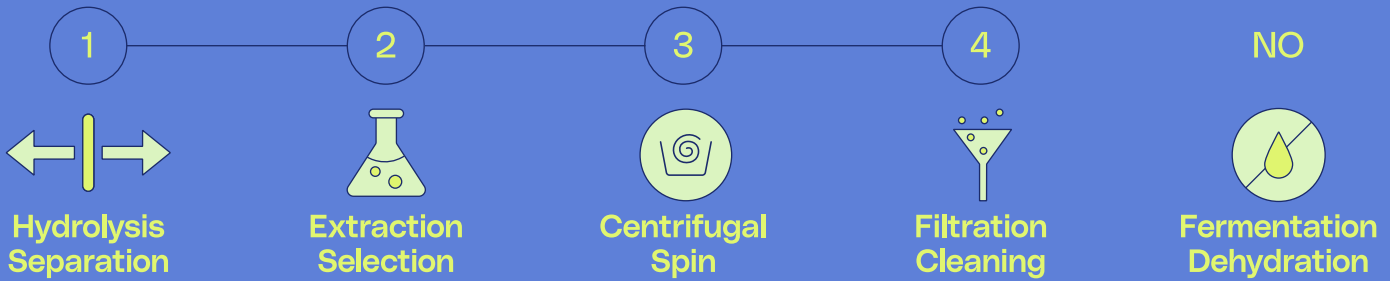 1
2
3
4
NO
Hydrolysis
Separation
Extraction
Selection
Centrifugal
Spin
Filtration
Cleaning
Fermentation
Dehydration